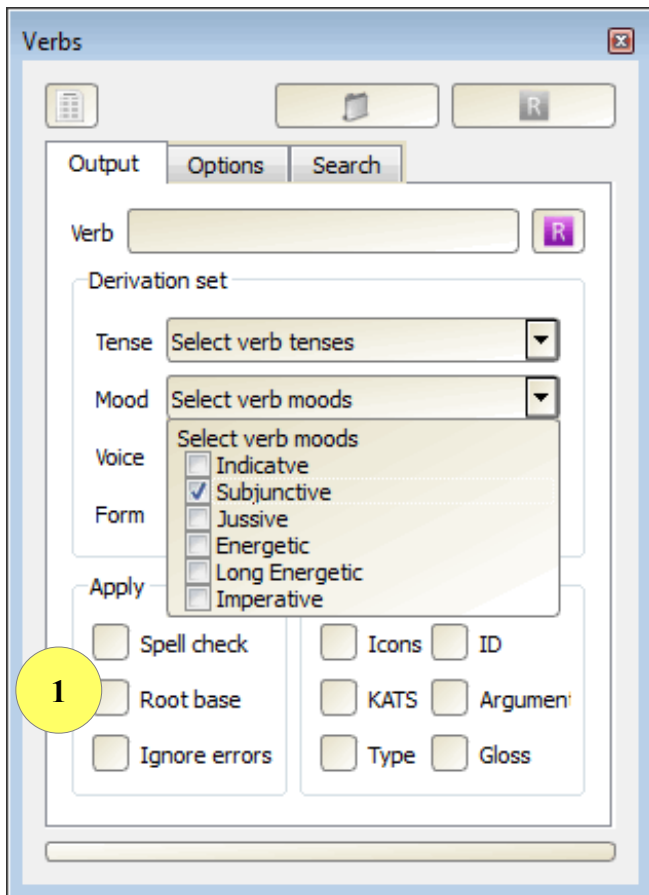 Verbs
R
Output Options Search
Verb R
Derivation set
Tense Select verb tenses
Mood Select verb moods
Select verb moods
Voice
Indicatve
Subjunctive
Form
Jussive
Energetic
Long Energetic
Imperative
Apply
Spell check Icons ID
1 Root base KATS Argument
Ignore errors Type Gloss